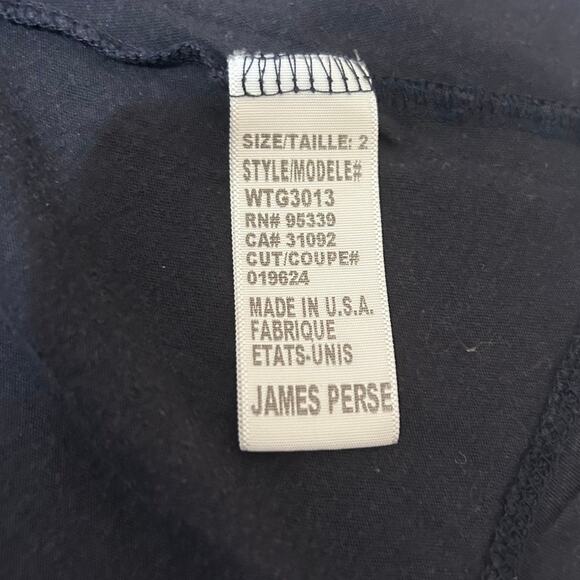 SIZE/TAILLE: 2
STYLE/MODELE#
WTG3013
RN# 95339
CA# 31092
CUT/COUPE#
019624
MADE IN U.S.A.
FABRIQUE
ETATS-UNIS
JAMES PERSE